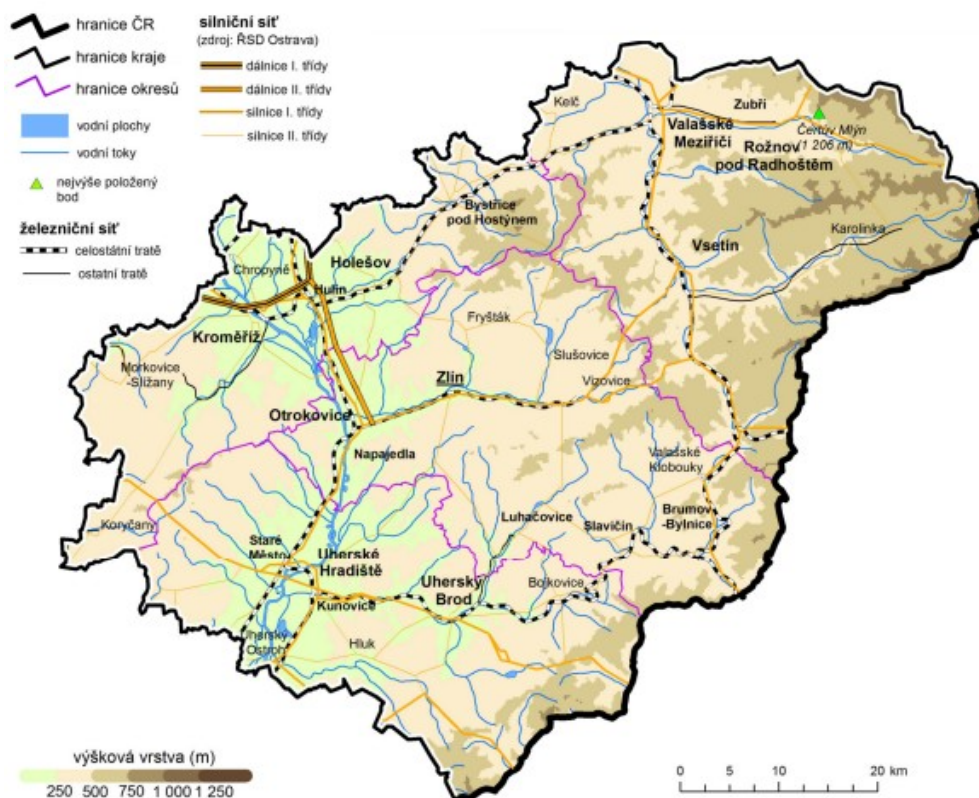 hranice ČR
hranice kraje
hranice okresů
vodní plochy
vodní toky
nejvýše položený
bod
železniční síť
celostátní tratě
ostatní tratě
silniční síť
(zdroj: ŘSD Ostrava)
dálnice I. třídy
dálnice II. třídy
silnice I. třídy
silnice II. třídy
Kelč
Zubří
Valašské
Meziříčí
Čertův Mlýn
(1 206 m)
Rožnov
pod Radhoštěm
Bystřice
pod Hostýnem
Karolinka
Vsetín
Holešov
Chropyně
Hulín
Fryšták
Kroměříž
Slušovice
Morkovice
-Slížany
Zlín
Vizovice
Otrokovice
Napajedla
Valašské
Klobouky
Luhačovice
Brumov
-Bylnice
Slavičín
Koryčany
Staré
Město
Uherské
Hradiště
Uherský
Brod
Bojkovice
Kunovice
Uherský
Ostroh
Hluk
výšková vrstva (m)
250 500 750 1 000 1 250
0 5 10 20 km